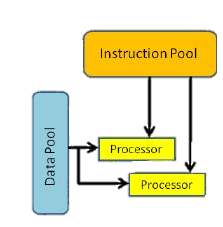 Instruction Pool
Data Pool
Processor
Processor